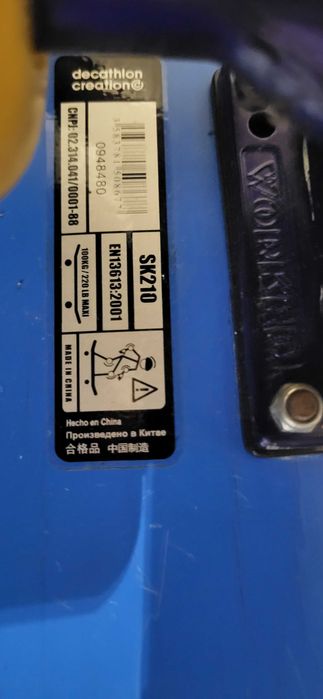 decathlon
creation@
CNPJ: 02.314.041/0001-88
0948480
100KG/220 LB MAXI
EN13613:2001
SK210
MADE IN
CHINA
Hecho en China
Произведено в Китае
合格品 中国制造